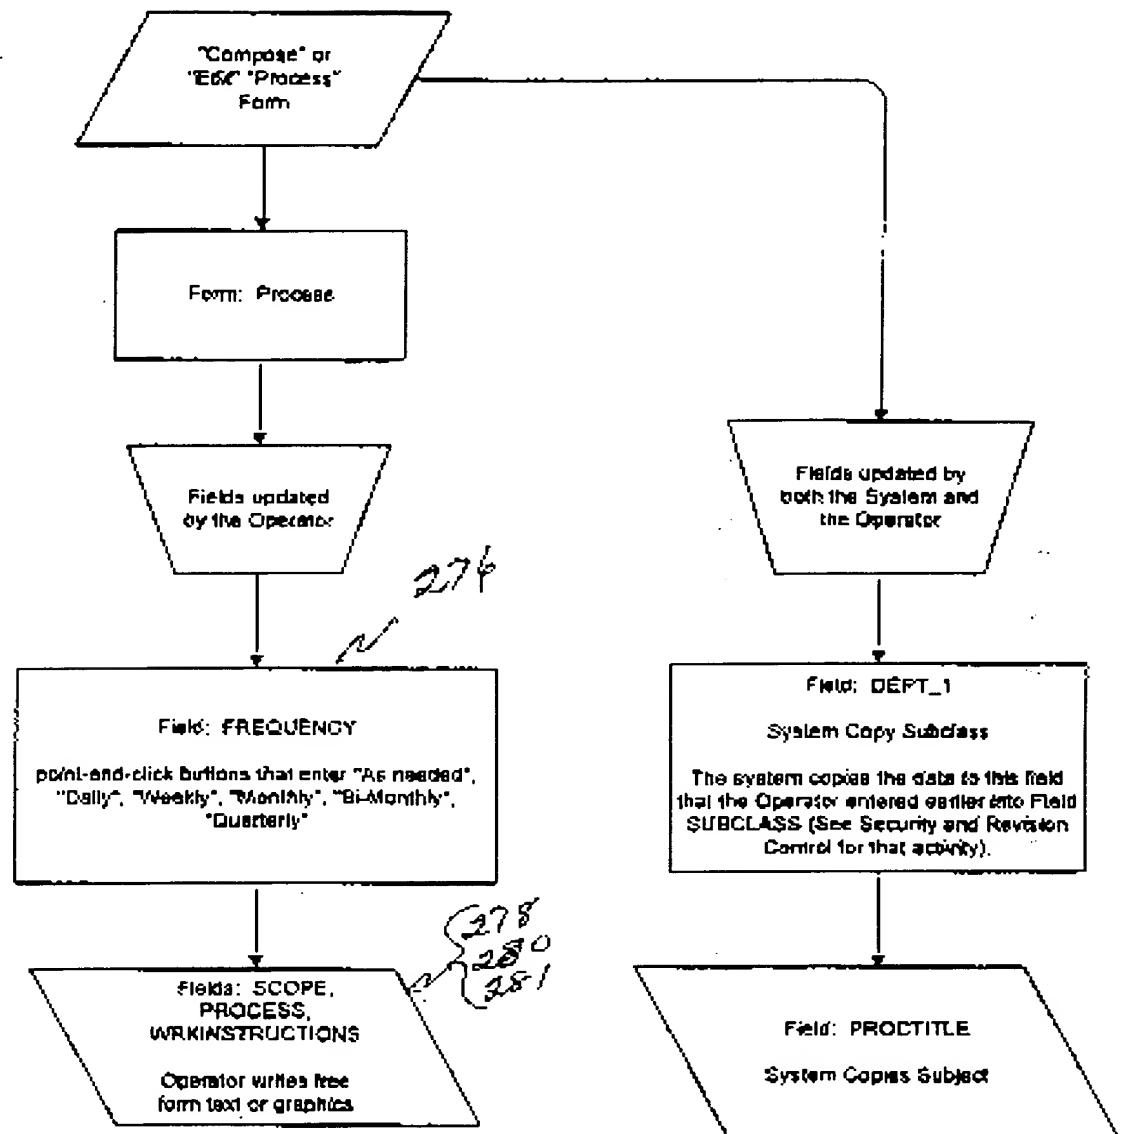 "Compose" or
"Edit" "Process"
Form
Form: Process
Fields updated
by the Operator
276
Field: FREQUENCY
point-and-click buttons that enter "As needed",
"Daily", "Weekly", "Monthly", "Bi-Monthly",
"Quarterly"
278
280
281
Fields: SCOPE,
PROCESS,
WRKINSTRUCTIONS
Operator writes free
form text or graphics
Fields updated by
both the System and
the Operator
Field: DEPT_1
System Copy Subclass
The system copies the data to this field
that the Operator entered earlier into Field
SUBCLASS (See Security and Revision
Control for that activity).
Field: PROCTITLE
System Copies Subject